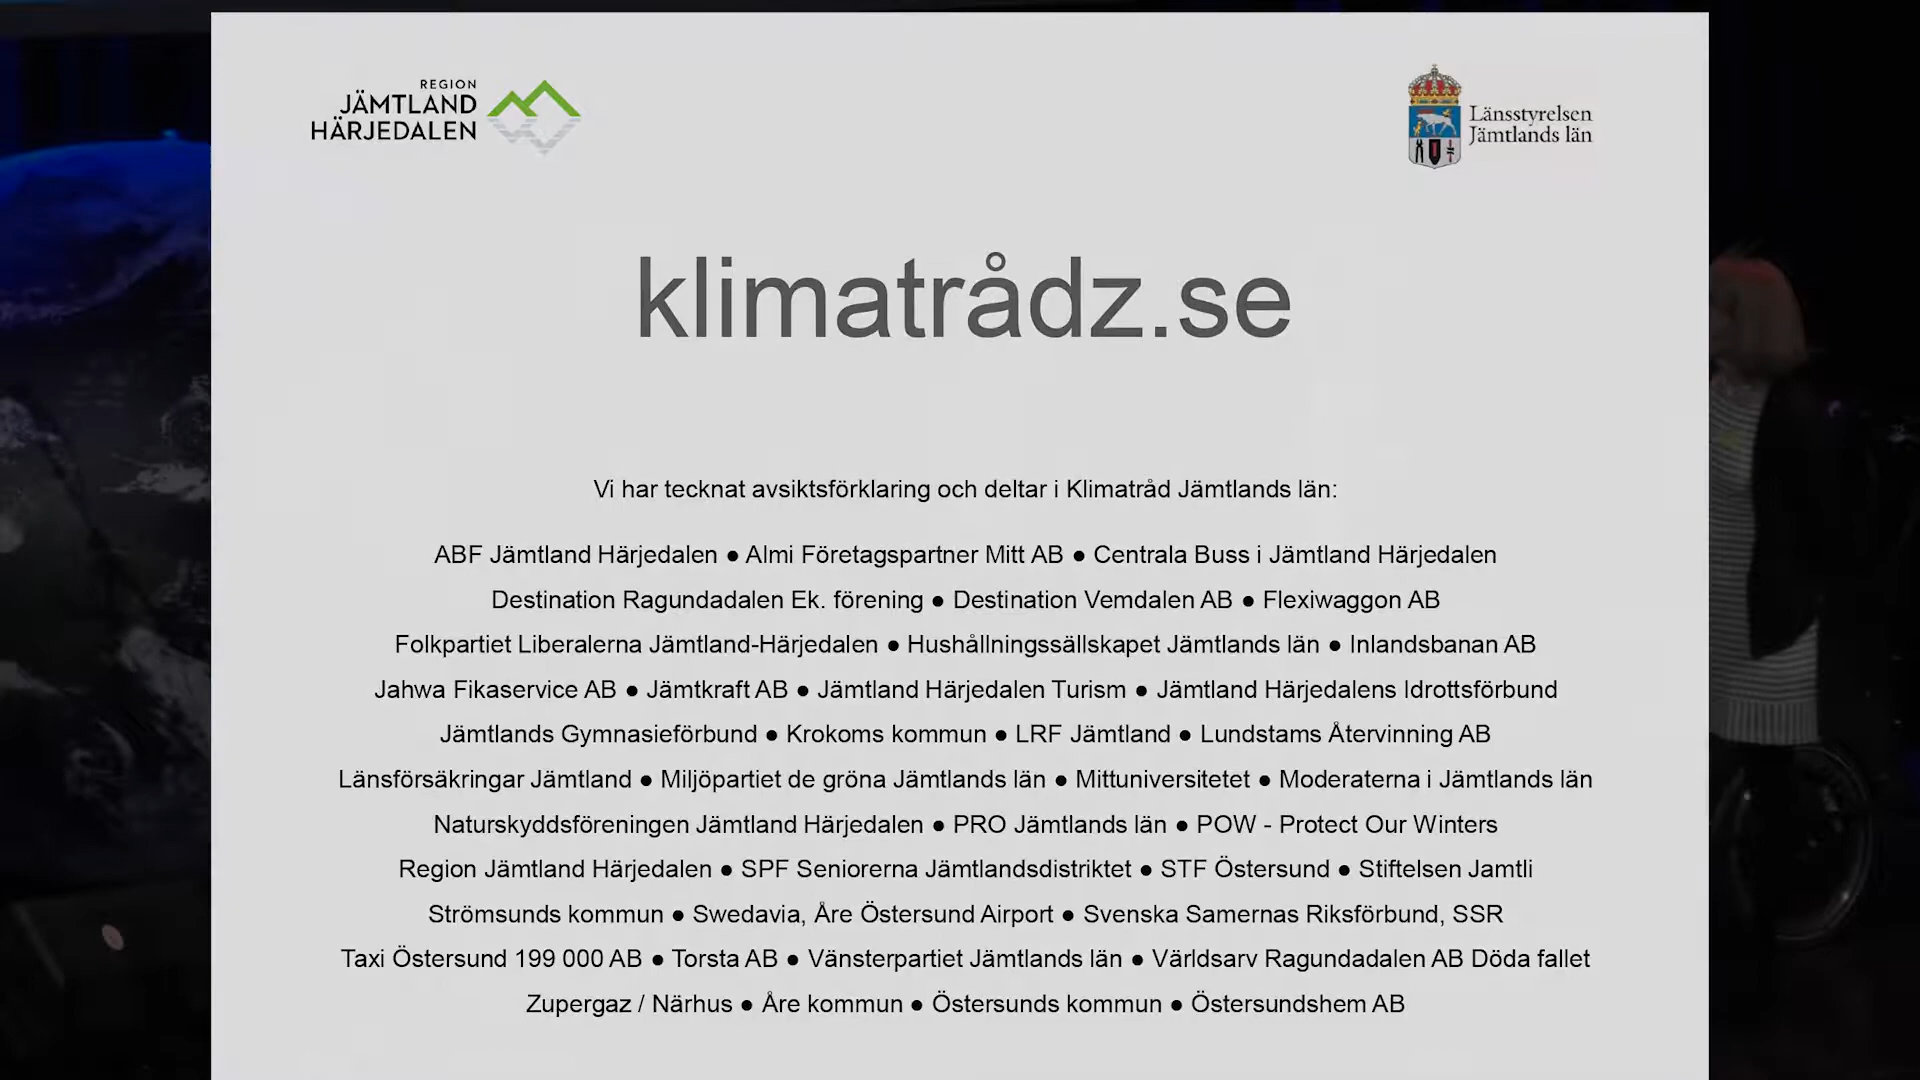 REGION
JÄMTLAND
HÄRJEDALEN
Länsstyrelsen
Jämtlands län
klimatrådz.se
Vi har tecknat avsiktsförklaring och deltar i Klimatråd Jämtlands län:
ABF Jämtland Härjedalen ● Almi Företagspartner Mitt AB ● Centrala Buss i Jämtland Härjedalen
Destination Ragundadalen Ek. förening ● Destination Vemdalen AB ● Flexiwaggon AB
Folkpartiet Liberalerna Jämtland-Härjedalen ● Hushållningssällskapet Jämtlands län ● Inlandsbanan AB
Jahwa Fikaservice AB ● Jämtkraft AB ● Jämtland Härjedalen Turism ● Jämtland Härjedalens Idrottsförbund
Jämtlands Gymnasieförbund ● Krokoms kommun ● LRF Jämtland ● Lundstams Återvinning AB
Länsförsäkringar Jämtland ● Miljöpartiet de gröna Jämtlands län ● Mittuniversitetet ● Moderaterna i Jämtlands län
Naturskyddsföreningen Jämtland Härjedalen ● PRO Jämtlands län ● POW - Protect Our Winters
Region Jämtland Härjedalen ● SPF Seniorerna Jämtlandsdistriktet ● STF Östersund ● Stiftelsen Jamtli
Strömsunds kommun ● Swedavia, Åre Östersund Airport ● Svenska Samernas Riksförbund, SSR
Taxi Östersund 199 000 AB ● Torsta AB ● Vänsterpartiet Jämtlands län ● Världsarv Ragundadalen AB Döda fallet
Zupergaz / Närhus ● Åre kommun ● Östersunds kommun ● Östersundshem AB